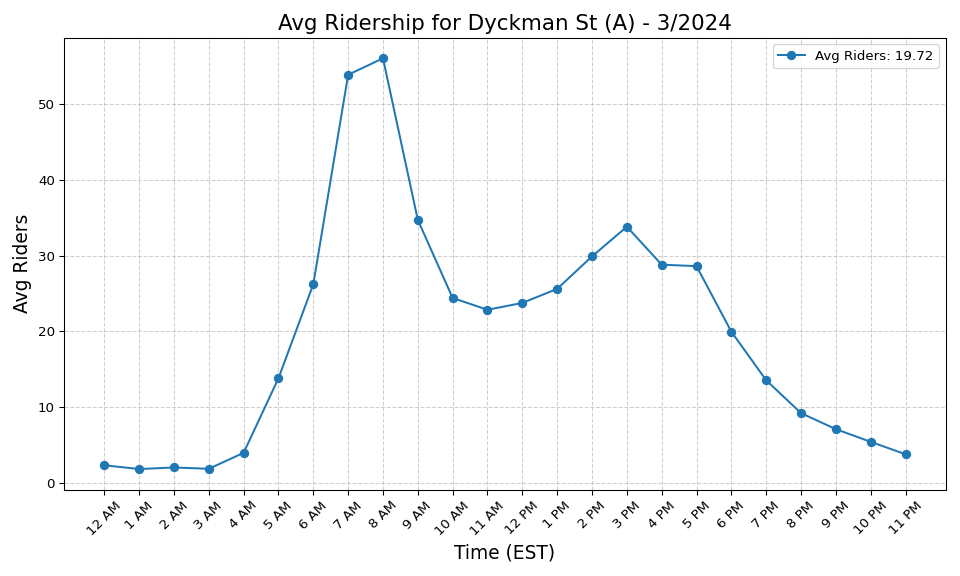 Avg Ridership for Dyckman St (A) - 3/2024
Avg Riders: 19.72
Avg Riders
50
40
30
20
10
0
12 AM
1 AM
2 AM
3 AM
4 AM
5 AM
6 AM
7 AM
8 AM
9 AM
10 AM
11 AM
12 PM
1 PM
2 PM
3 PM
4 PM
5 PM
6 PM
7 PM
8 PM
9 PM
10 PM
11 PM
Time (EST)